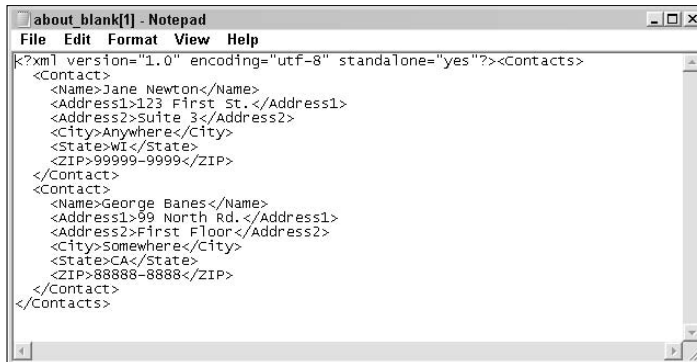 about_blank[1] - Notepad
File Edit Format View Help
<?xml version="1.0" encoding="utf-8" standalone="yes"?><Contacts>
  <Contact>
    <Name>Jane Newton</Name>
    <Address1>123 First St.</Address1>
    <Address2>Suite 3</Address2>
    <City>Anywhere</City>
    <State>WI</State>
    <ZIP>99999-9999</ZIP>
  </Contact>
  <Contact>
    <Name>George Banes</Name>
    <Address1>99 North Rd.</Address1>
    <Address2>First Floor</Address2>
    <City>Somewhere</City>
    <State>CA</State>
    <ZIP>88888-8888</ZIP>
  </Contact>
</Contacts>